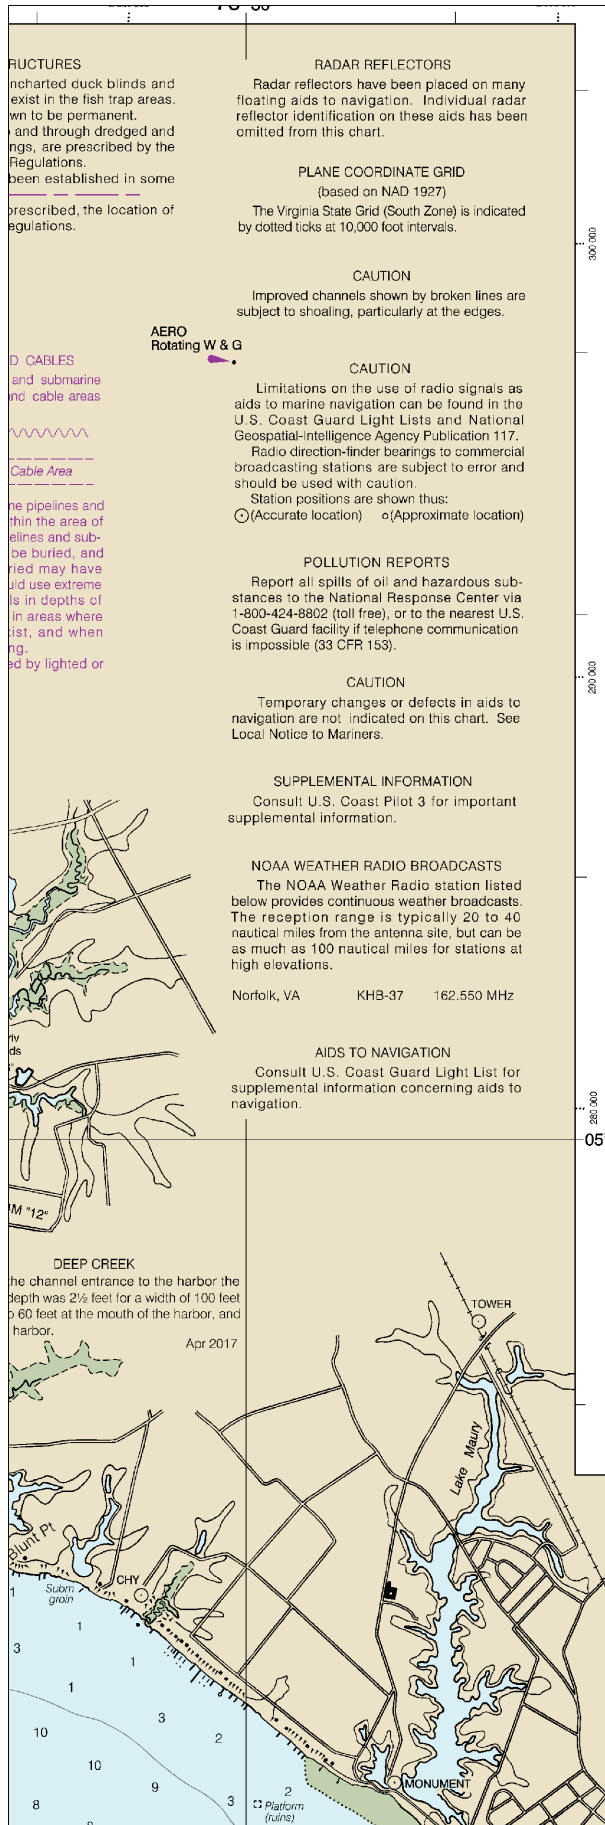 RUCTURES
ncharted duck blinds and
exist in the fish trap areas.
wn to be permanent.
and through dredged and
ngs, are prescribed by the
Regulations.
been established in some
prescribed, the location of
egulations.
RADAR REFLECTORS
Radar reflectors have been placed on many
floating aids to navigation. Individual radar
reflector identification on these aids has been
omitted from this chart.
PLANE COORDINATE GRID
(based on NAD 1927)
The Virginia State Grid (South Zone) is indicated
by dotted ticks at 10,000 foot intervals.
300 000
CAUTION
Improved channels shown by broken lines are
subject to shoaling, particularly at the edges.
AERO
Rotating W & G
D CABLES
and submarine
nd cable areas
Cable Area
ne pipelines and
thin the area of
elines and sub-
be buried, and
ried may have
uld use extreme
ls in depths of
in areas where
xist, and when
ng.
ed by lighted or
CAUTION
Limitations on the use of radio signals as
aids to marine navigation can be found in the
U.S. Coast Guard Light Lists and National
Geospatial-Intelligence Agency Publication 117.
Radio direction-finder bearings to commercial
broadcasting stations are subject to error and
should be used with caution.
Station positions are shown thus:
(Accurate location) (Approximate location)
POLLUTION REPORTS
Report all spills of oil and hazardous sub-
stances to the National Response Center via
1-800-424-8802 (toll free), or to the nearest U.S.
Coast Guard facility if telephone communication
is impossible (33 CFR 153).
290 000
CAUTION
Temporary changes or defects in aids to
navigation are not indicated on this chart. See
Local Notice to Mariners.
SUPPLEMENTAL INFORMATION
Consult U.S. Coast Pilot 3 for important
supplemental information.
NOAA WEATHER RADIO BROADCASTS
The NOAA Weather Radio station listed
below provides continuous weather broadcasts.
The reception range is typically 20 to 40
nautical miles from the antenna site, but can be
as much as 100 nautical miles for stations at
high elevations.
Norfolk, VA KHB-37 162.550 MHz
AIDS TO NAVIGATION
Consult U.S. Coast Guard Light List for
supplemental information concerning aids to
navigation.
280 000
05'
riv
ds
M "12"
DEEP CREEK
the channel entrance to the harbor the
depth was 2½ feet for a width of 100 feet
o 60 feet at the mouth of the harbor, and
harbor.
Apr 2017
TOWER
Lake Maury
Blunt Pt
Subm
groin
CHY
1
1
3
1
1
3
10
2
10
9
8
3
2
MONUMENT
Platform
(ruins)